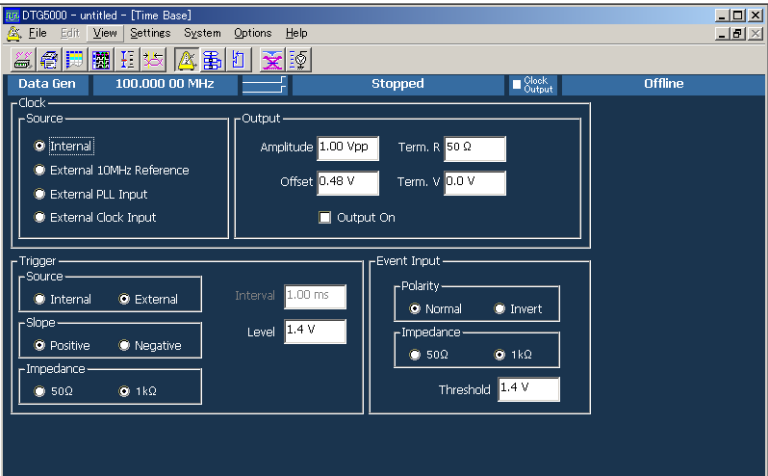 DTG5000 - untitled - [Time Base]
File Edit View Settings System Options Help
Data Gen 100.000 00 MHz Stopped Clock Output Offline
Clock
Source
Internal
External 10MHz Reference
External PLL Input
External Clock Input
Output
Amplitude 1.00 Vpp Term. R 50 Ω
Offset 0.48 V Term. V 0.0 V
Output On
Trigger
Source
Internal External
Slope
Positive Negative
Impedance
50Ω 1kΩ
Interval 1.00 ms
Level 1.4 V
Event Input
Polarity
Normal Invert
Impedance
50Ω 1kΩ
Threshold 1.4 V